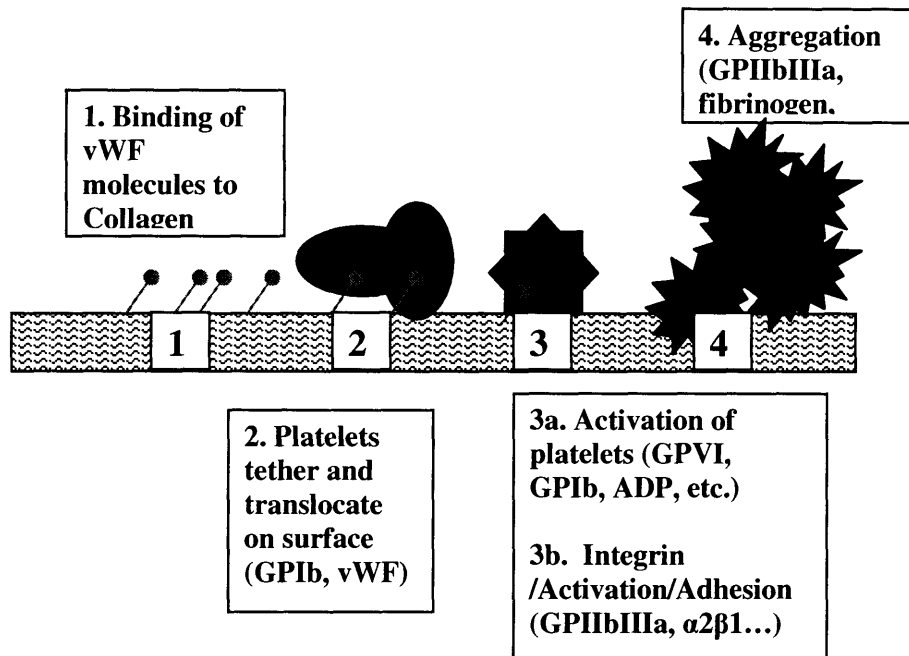 1. Binding of
vWF
molecules to
Collagen
4. Aggregation
(GPIIbIIIa,
fibrinogen,
1
2
3
4
2. Platelets
tether and
translocate
on surface
(GPIb, vWF)
3a. Activation of
platelets (GPVI,
GPIb, ADP, etc.)
3b. Integrin
/Activation/Adhesion
(GPIIbIIIa, α2β1…)